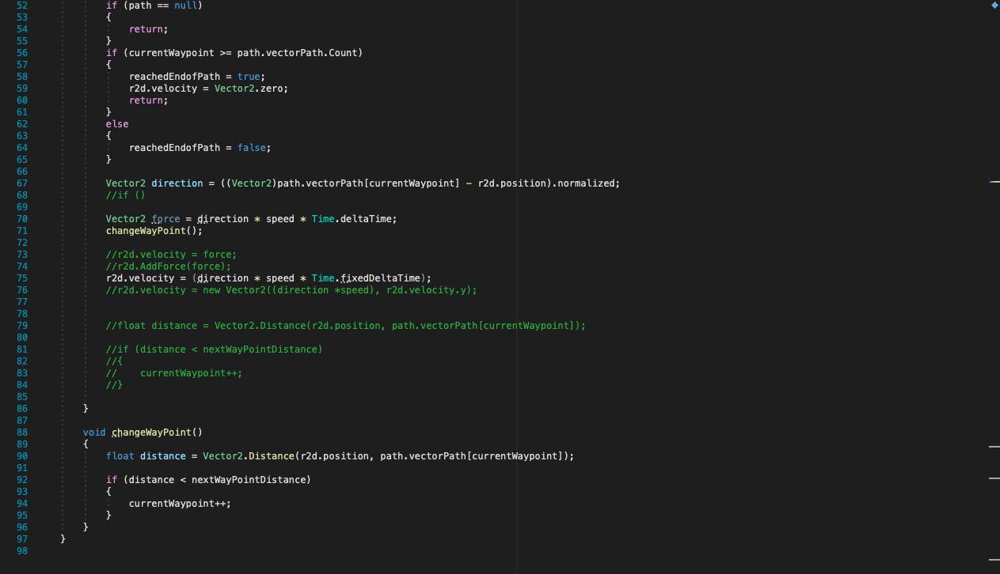 52 if (path == null)
53 {
54 return;
55 }
56 if (currentWaypoint >= path.vectorPath.Count)
57 {
58 reachedEndofPath = true;
59 r2d.velocity = Vector2.zero;
60 return;
61 }
62 else
63 {
64 reachedEndofPath = false;
65 }
66
67 Vector2 direction = ((Vector2)path.vectorPath[currentWaypoint] - r2d.position).normalized;
68 //if ()
69
70 Vector2 force = direction * speed * Time.deltaTime;
71 changeWayPoint();
72
73 //r2d.velocity = force;
74 //r2d.AddForce(force);
75 r2d.velocity = (direction * speed * Time.fixedDeltaTime);
76 //r2d.velocity = new Vector2((direction *speed), r2d.velocity.y);
77
78
79 //float distance = Vector2.Distance(r2d.position, path.vectorPath[currentWaypoint]);
80
81 //if (distance < nextWayPointDistance)
82 //{
83 //    currentWaypoint++;
84 //}
85
86 }
87
88 void changeWayPoint()
89 {
90 float distance = Vector2.Distance(r2d.position, path.vectorPath[currentWaypoint]);
91
92 if (distance < nextWayPointDistance)
93 {
94 currentWaypoint++;
95 }
96 }
97 }
98